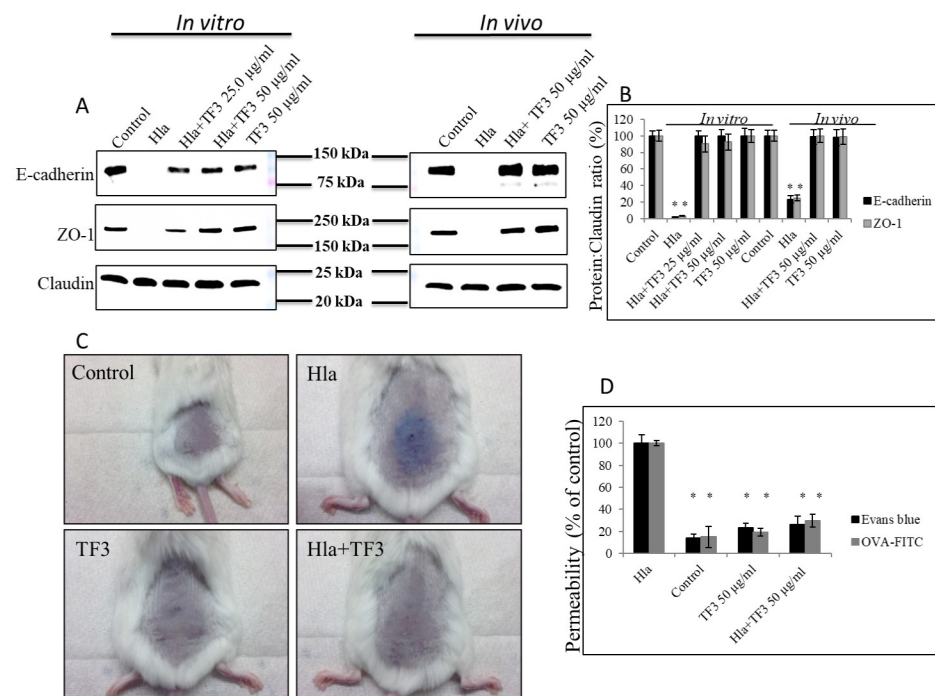 In vitro
In vivo
A
Control
Hla
Hla+TF3 25.0 µg/ml
Hla+TF3 50 µg/ml
TF3 50 µg/ml
Control
Hla
Hla+ TF3 50 µg/ml
TF3 50 µg/ml
E-cadherin
150 kDa
75 kDa
ZO-1
250 kDa
150 kDa
Claudin
25 kDa
20 kDa
B
In vitro
In vivo
Protein:Claudin ratio (%)
120
100
80
60
40
20
0
* *
* *
Control
Hla
Hla+TF3 25 µg/ml
Hla+TF3 50 µg/ml
TF3 50 µg/ml
Control
Hla
Hla+TF3 50 µg/ml
TF3 50 µg/ml
E-cadherin
ZO-1
C
Control
Hla
TF3
Hla+TF3
D
Permeability (% of control)
120
100
80
60
40
20
0
* *
* *
* *
Hla
Control
TF3 50 µg/ml
Hla+TF3 50 µg/ml
Evans blue
OVA-FITC